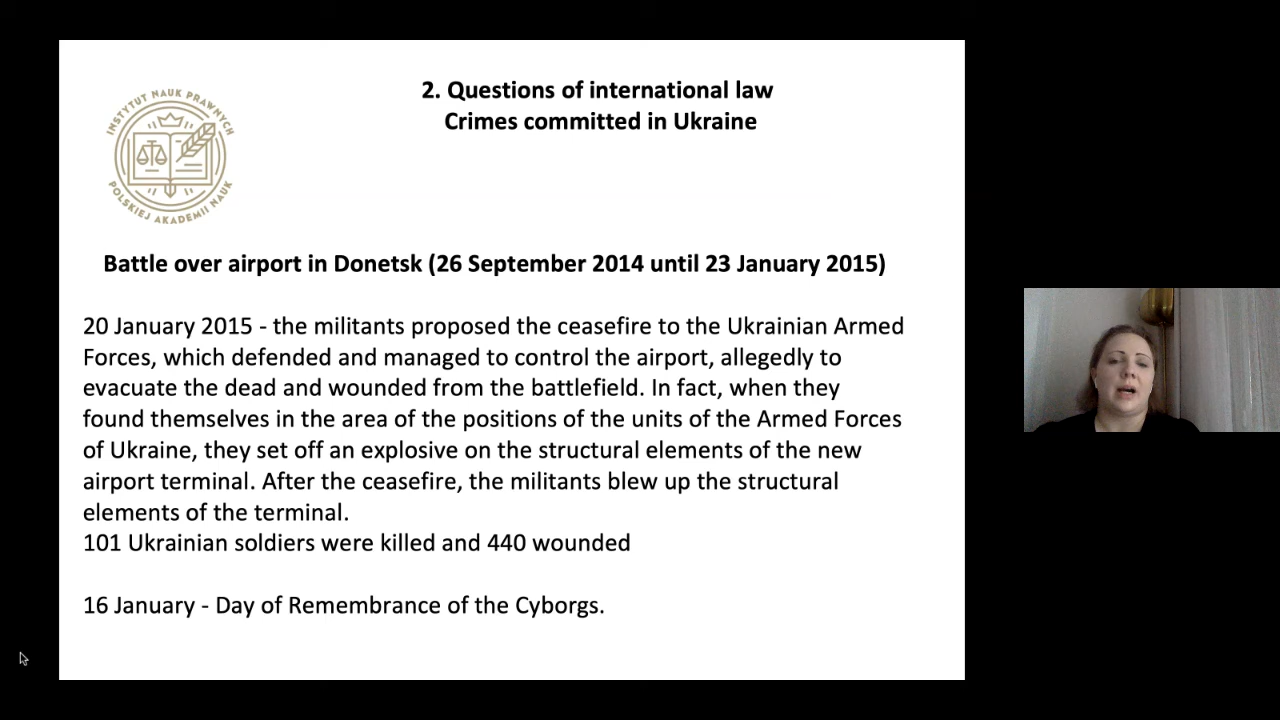 INSTYTUT NAUK PRAWNYCH
POLSKIEJ AKADEMII NAUK
2. Questions of international law
Crimes committed in Ukraine
Battle over airport in Donetsk (26 September 2014 until 23 January 2015)
20 January 2015 - the militants proposed the ceasefire to the Ukrainian Armed
Forces, which defended and managed to control the airport, allegedly to
evacuate the dead and wounded from the battlefield. In fact, when they
found themselves in the area of the positions of the units of the Armed Forces
of Ukraine, they set off an explosive on the structural elements of the new
airport terminal. After the ceasefire, the militants blew up the structural
elements of the terminal.
101 Ukrainian soldiers were killed and 440 wounded
16 January - Day of Remembrance of the Cyborgs.